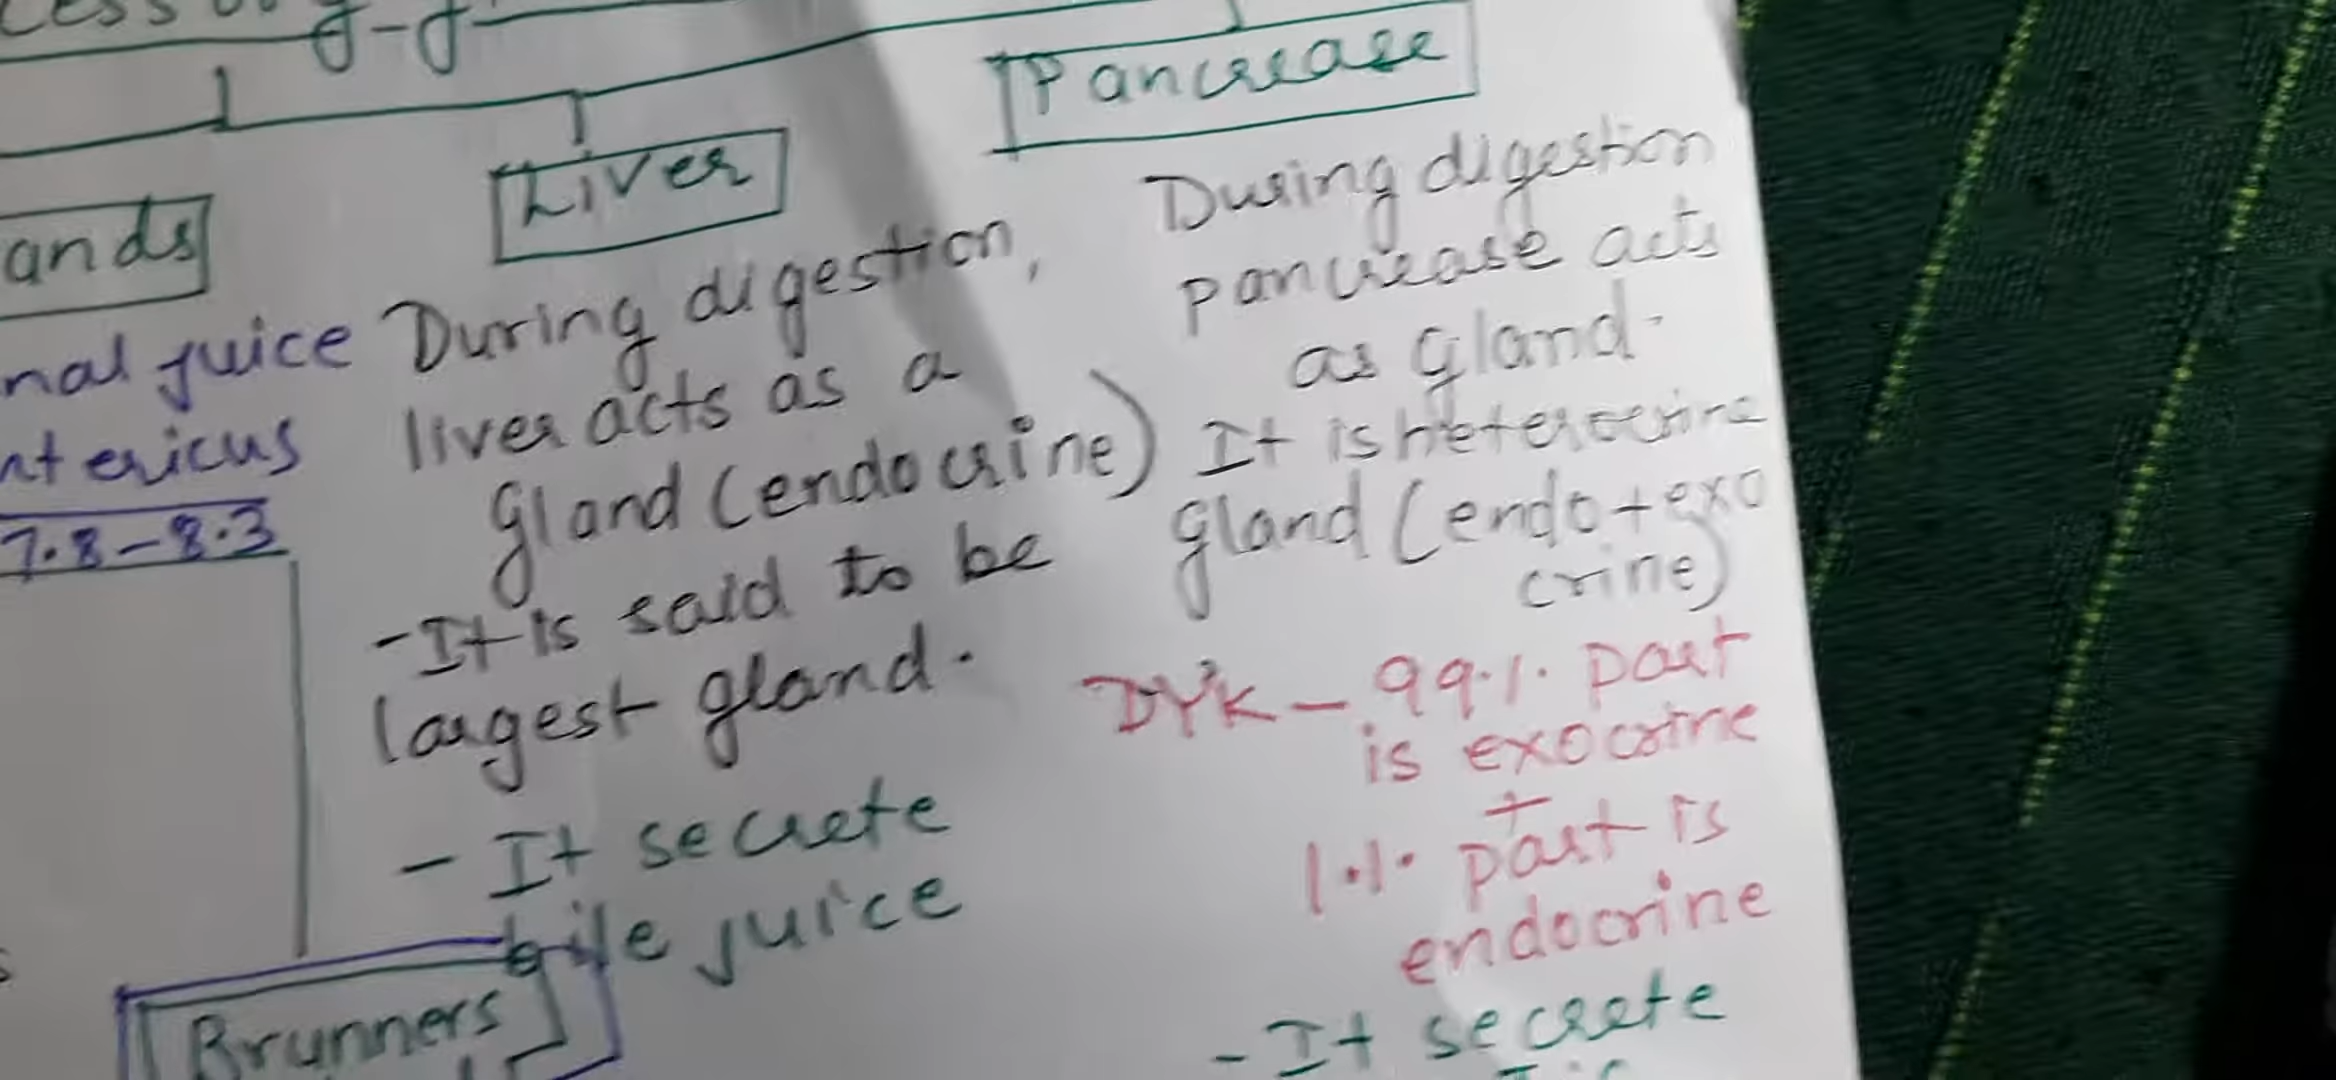 Pancrease
Liver
ands
nal juice
ntericus
7.8-8.3
During digestion,
liver acts as a
gland (endocrine)
- It is said to be
largest gland.
- It secrete
bile juice
Brunners
During digestion
pancrease acts
as gland.
It is heterocrine
gland (endo+exo
crine)
DYK - 99% part
is exocrine
+
1% part is
endocrine
- It secrete